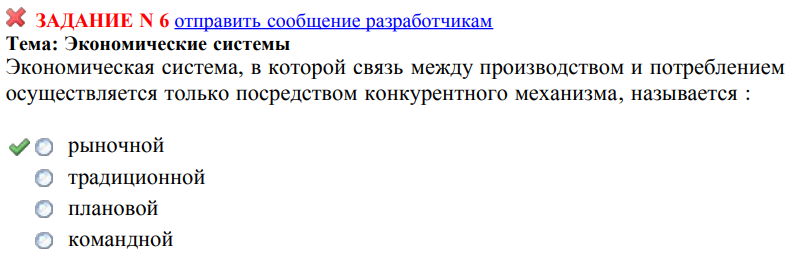 ЗАДАНИЕ N 6 отправить сообщение разработчикам
Тема: Экономические системы
Экономическая система, в которой связь между производством и потреблением
осуществляется только посредством конкурентного механизма, называется :
рыночной
традиционной
плановой
командной